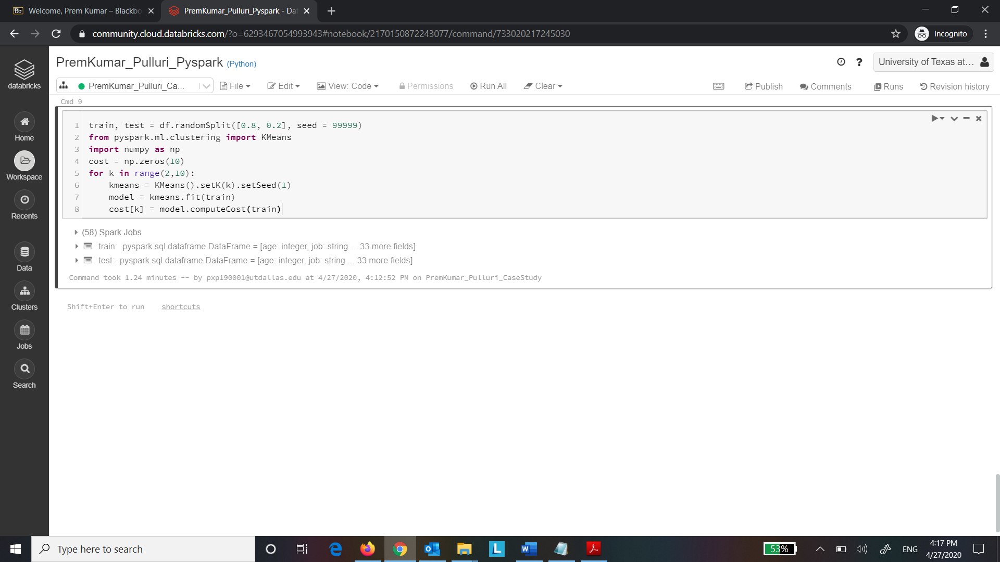 Bb Welcome, Prem Kumar – Blackbo
PremKumar_Pulluri_Pyspark - Dat
community.cloud.databricks.com/?o=6293467054993943#notebook/2170150872243077/command/733020217245030
Incognito
databricks
Home
Workspace
Recents
Data
Clusters
Jobs
Search
PremKumar_Pulluri_Pyspark (Python)
? University of Texas at...
PremKumar_Pulluri_Ca... File Edit View: Code Permissions Run All Clear Publish Comments Runs Revision history
Cmd 9
1 train, test = df.randomSplit([0.8, 0.2], seed = 99999)
2 from pyspark.ml.clustering import KMeans
3 import numpy as np
4 cost = np.zeros(10)
5 for k in range(2,10):
6 kmeans = KMeans().setK(k).setSeed(1)
7 model = kmeans.fit(train)
8 cost[k] = model.computeCost(train)
(58) Spark Jobs
train: pyspark.sql.dataframe.DataFrame = [age: integer, job: string ... 33 more fields]
test: pyspark.sql.dataframe.DataFrame = [age: integer, job: string ... 33 more fields]
Command took 1.24 minutes -- by pxp190001@utdallas.edu at 4/27/2020, 4:12:52 PM on PremKumar_Pulluri_CaseStudy
Shift+Enter to run shortcuts
Type here to search
53%
ENG
4:17 PM
4/27/2020